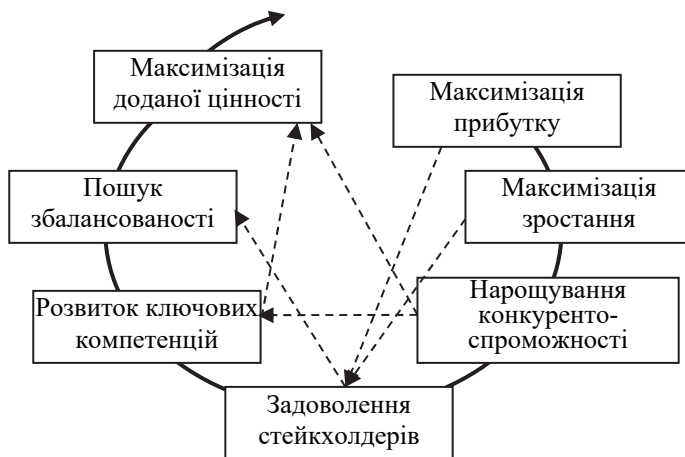 Максимізація
доданої цінності
Максимізація
прибутку
Пошук
збалансованості
Максимізація
зростання
Розвиток ключових
компетенцій
Нарощування
конкуренто-
спроможності
Задоволення
стейкхолдерів